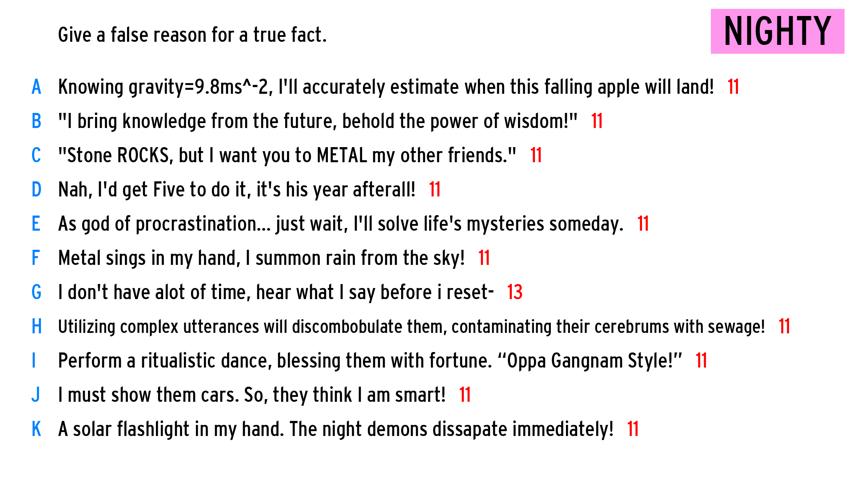 Give a false reason for a true fact.
NIGHTY
A Knowing gravity=9.8ms^-2, I'll accurately estimate when this falling apple will land! 11
B "I bring knowledge from the future, behold the power of wisdom!" 11
C "Stone ROCKS, but I want you to METAL my other friends." 11
D Nah, I'd get Five to do it, it's his year afterall! 11
E As god of procrastination... just wait, I'll solve life's mysteries someday. 11
F Metal sings in my hand, I summon rain from the sky! 11
G I don't have alot of time, hear what I say before i reset- 13
H Utilizing complex utterances will discombobulate them, contaminating their cerebrums with sewage! 11
I Perform a ritualistic dance, blessing them with fortune. “Oppa Gangnam Style!” 11
J I must show them cars. So, they think I am smart! 11
K A solar flashlight in my hand. The night demons dissapate immediately! 11